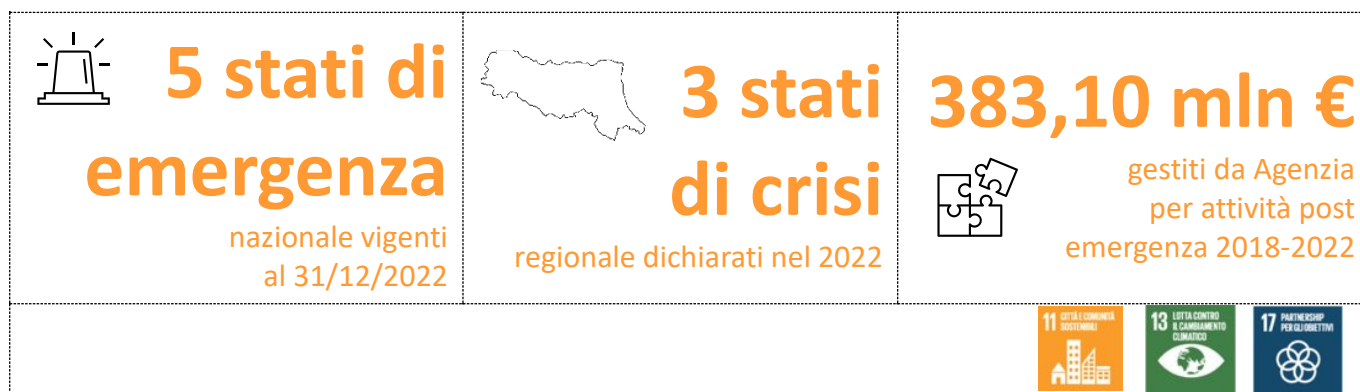 5 stati di
emergenza
nazionale vigenti
al 31/12/2022
3 stati
di crisi
regionale dichiarati nel 2022
383,10 mln €
gestiti da Agenzia
per attività post
emergenza 2018-2022
11 CITTÀ E COMUNITÀ
SOSTENIBILI
13 LOTTA CONTRO
IL CAMBIAMENTO
CLIMATICO
17 PARTNERSHIP
PER GLI OBIETTIVI